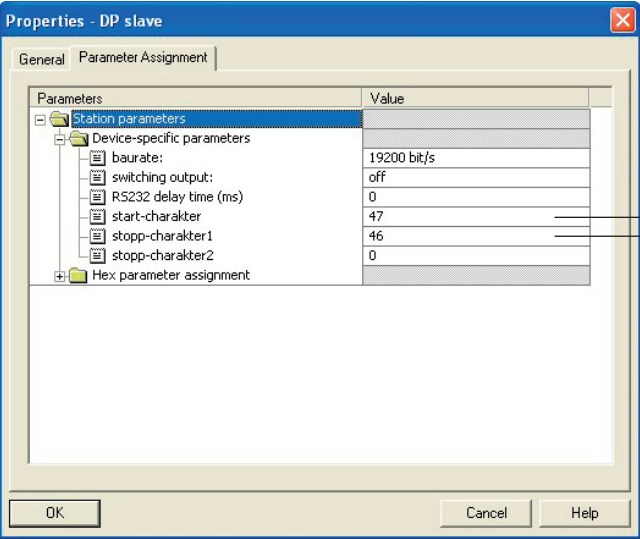 Properties - DP slave
General Parameter Assignment
Parameters Value
Station parameters
Device-specific parameters
baurate: 19200 bit/s
switching output: off
RS232 delay time (ms) 0
start-charakter 47
stopp-charakter1 46
stopp-charakter2 0
Hex parameter assignment
OK Cancel Help